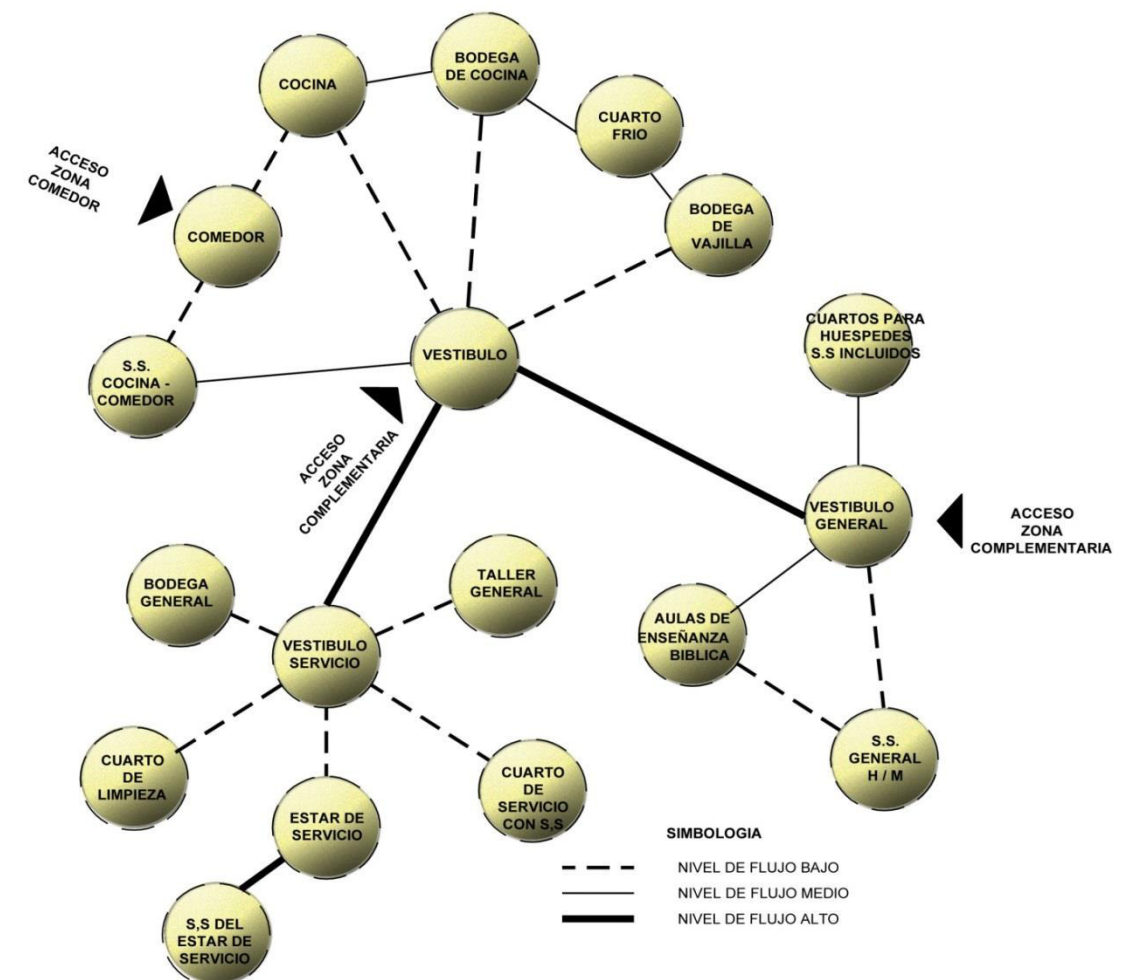 COCINA
BODEGA
DE COCINA
CUARTO
FRIO
ACCESO
ZONA
COMEDOR
COMEDOR
BODEGA
DE
VAJILLA
S.S.
COCINA -
COMEDOR
VESTIBULO
CUARTOS PARA
HUESPEDES
S.S INCLUIDOS
ACCESO
ZONA
COMPLEMENTARIA
VESTIBULO
GENERAL
ACCESO
ZONA
COMPLEMENTARIA
BODEGA
GENERAL
TALLER
GENERAL
VESTIBULO
SERVICIO
AULAS DE
ENSEÑANZA
BIBLICA
S.S.
GENERAL
H / M
CUARTO
DE
LIMPIEZA
ESTAR DE
SERVICIO
CUARTO
DE
SERVICIO
CON S,S
S,S DEL
ESTAR DE
SERVICIO
SIMBOLOGIA
NIVEL DE FLUJO BAJO
NIVEL DE FLUJO MEDIO
NIVEL DE FLUJO ALTO